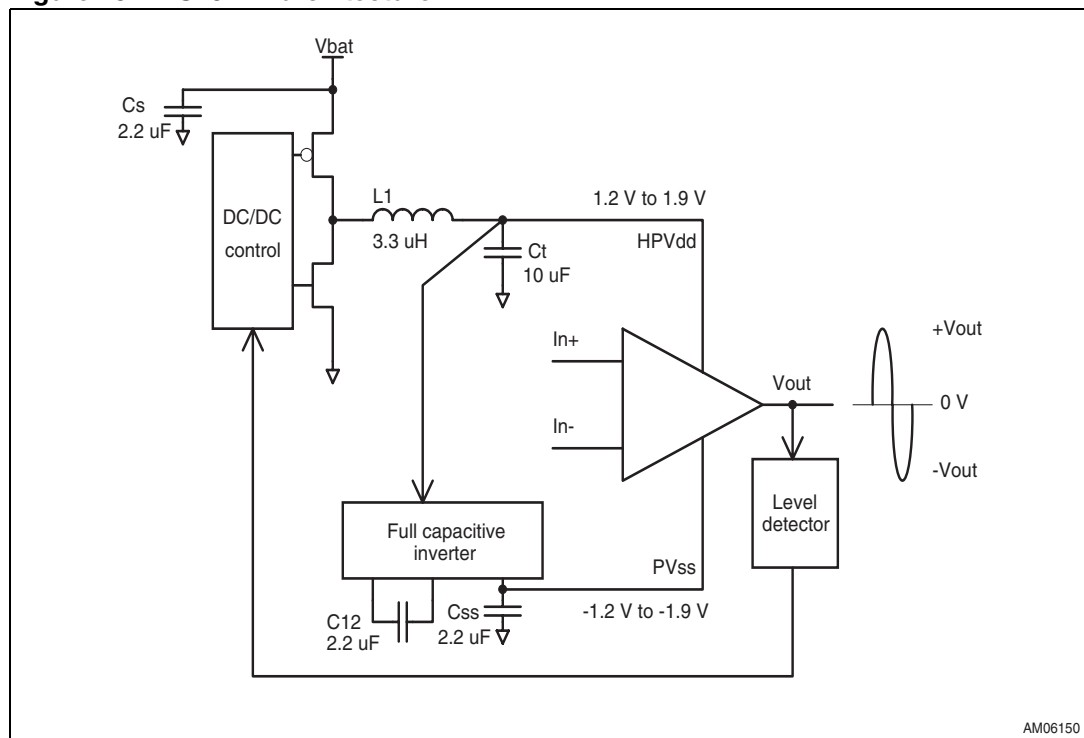 Vbat
Cs
2.2 uF
DC/DC
control
L1
3.3 uH
1.2 V to 1.9 V
HPVdd
Ct
10 uF
In+
In-
Vout
+Vout
0 V
-Vout
Level
detector
Full capacitive
inverter
PVss
-1.2 V to -1.9 V
C12
2.2 uF
Css
2.2 uF
AM06150